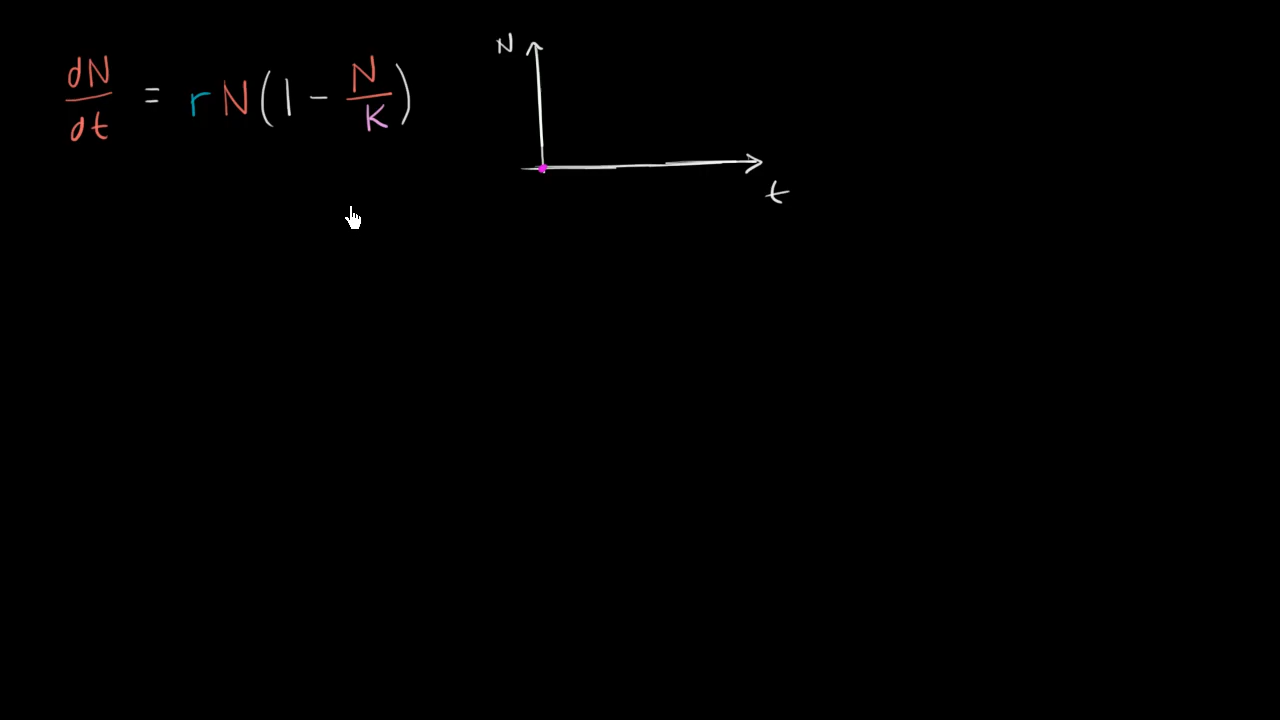 dN/dt = rN(1 - N/K)
N
t